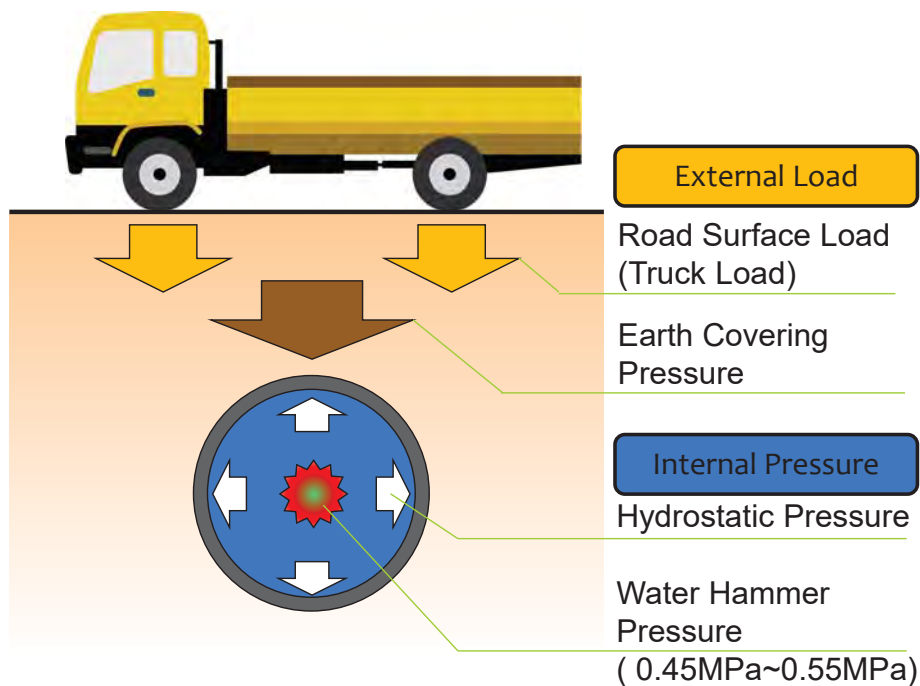 External Load
Road Surface Load
(Truck Load)
Earth Covering
Pressure
Internal Pressure
Hydrostatic Pressure
Water Hammer
Pressure
( 0.45MPa~0.55MPa)